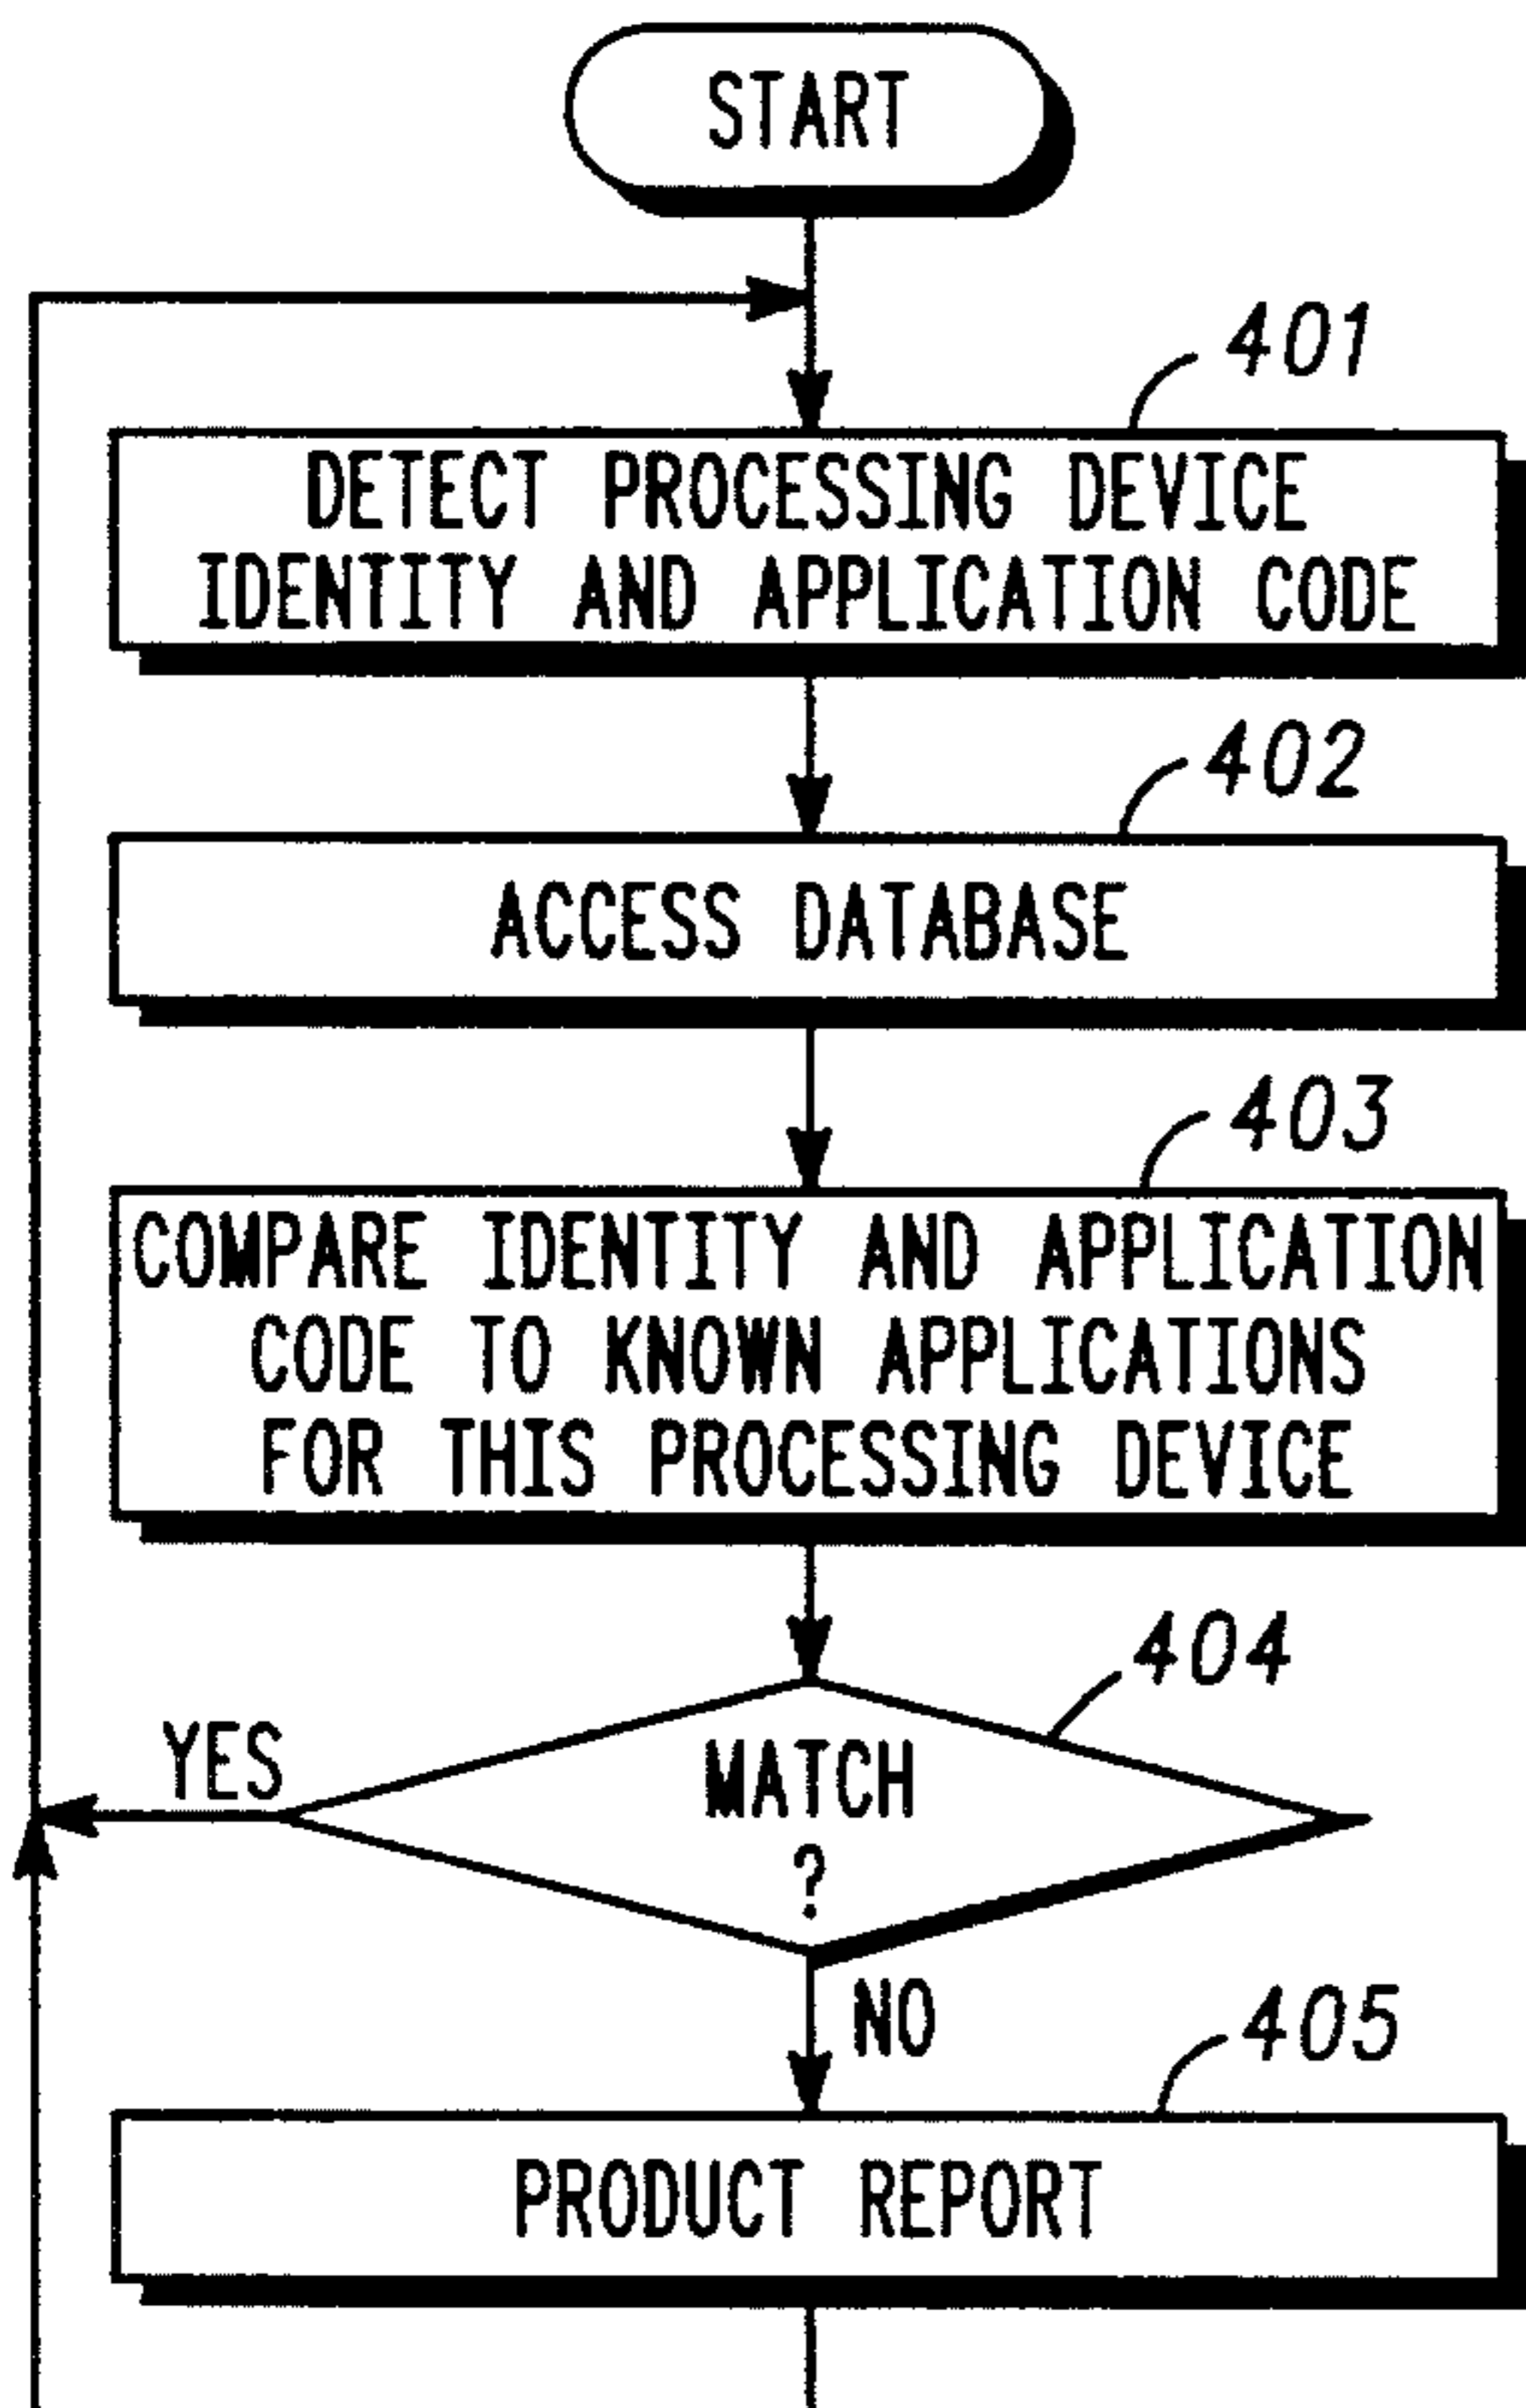 START
401
DETECT PROCESSING DEVICE
IDENTITY AND APPLICATION CODE
402
ACCESS DATABASE
403
COMPARE IDENTITY AND APPLICATION
CODE TO KNOWN APPLICATIONS
FOR THIS PROCESSING DEVICE
404
YES
MATCH
?
NO
405
PRODUCT REPORT